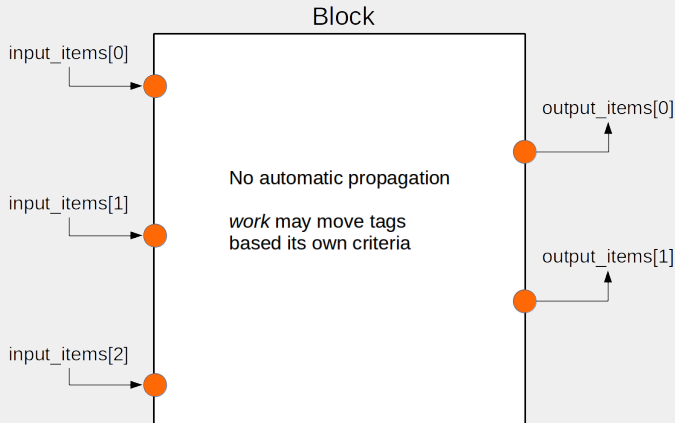 Block
input_items[0]
output_items[0]
No automatic propagation
input_items[1]
work may move tags
based its own criteria
output_items[1]
input_items[2]